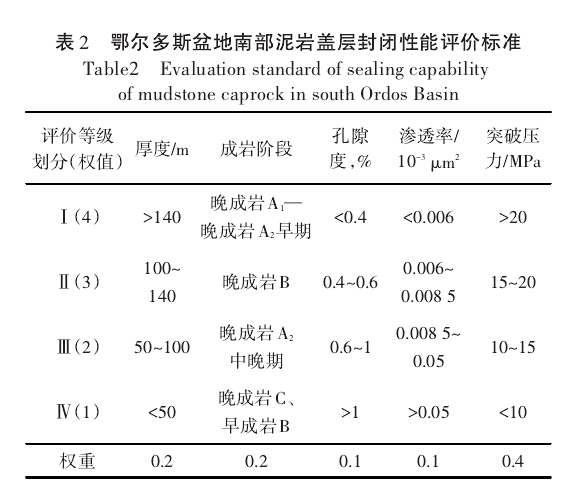 表2 鄂尔多斯盆地南部泥岩盖层封闭性能评价标准
Table2 Evaluation standard of sealing capability
of mudstone caprock in south Ordos Basin
评价等级划分(权值) 厚度/m 成岩阶段 孔隙度,% 渗透率/10⁻³ μm² 突破压力/MPa
Ⅰ(4) >140 晚成岩A₁—晚成岩A₂早期 <0.4 <0.006 >20
Ⅱ(3) 100~140 晚成岩B 0.4~0.6 0.006~0.008 5 15~20
Ⅲ(2) 50~100 晚成岩A₂中晚期 0.6~1 0.008 5~0.05 10~15
Ⅳ(1) <50 晚成岩C、早成岩B >1 >0.05 <10
权重 0.2 0.2 0.1 0.1 0.4